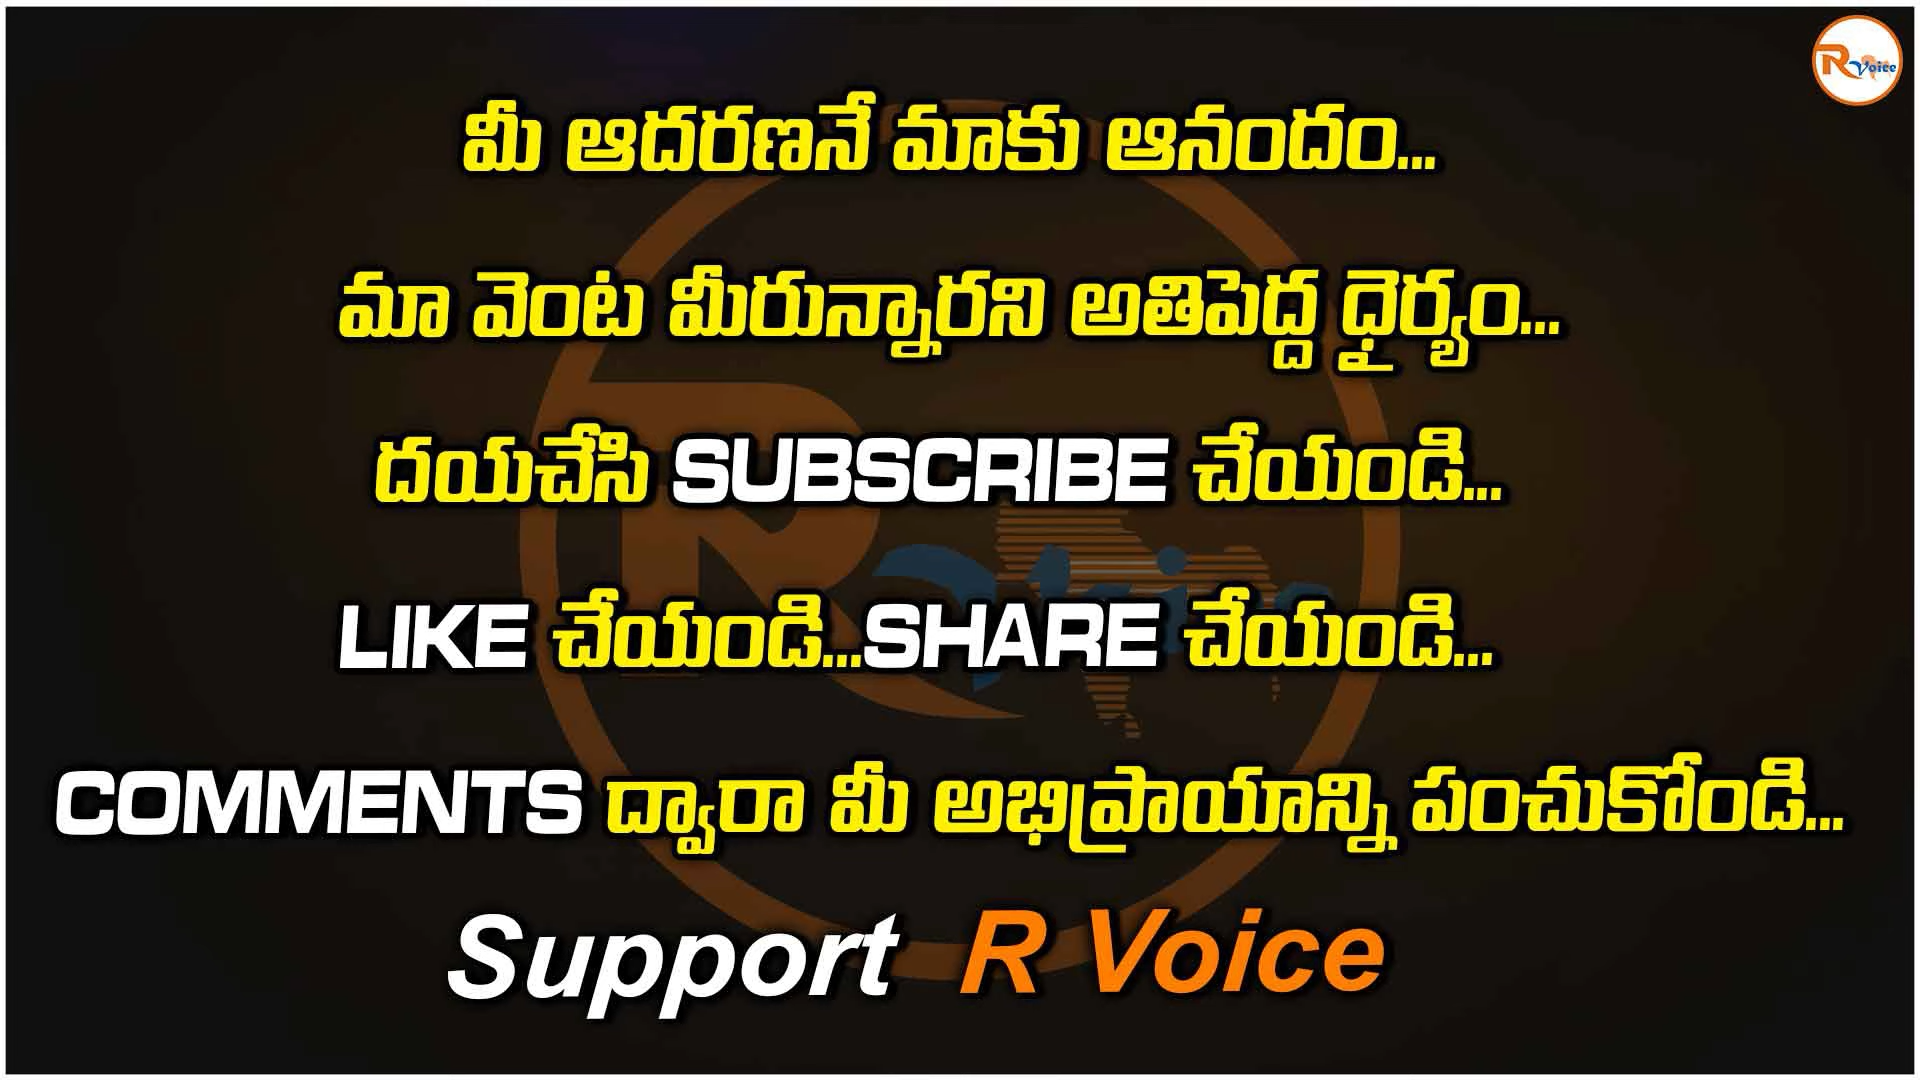 R Voice
మీ ఆదరణనే మాకు ఆనందం...
మా వెంట మీరున్నారని అతిపెద్ద ధైర్యం...
దయచేసి SUBSCRIBE చేయండి...
LIKE చేయండి...SHARE చేయండి...
COMMENTS ద్వారా మీ అభిప్రాయాన్ని పంచుకోండి...
Support R Voice